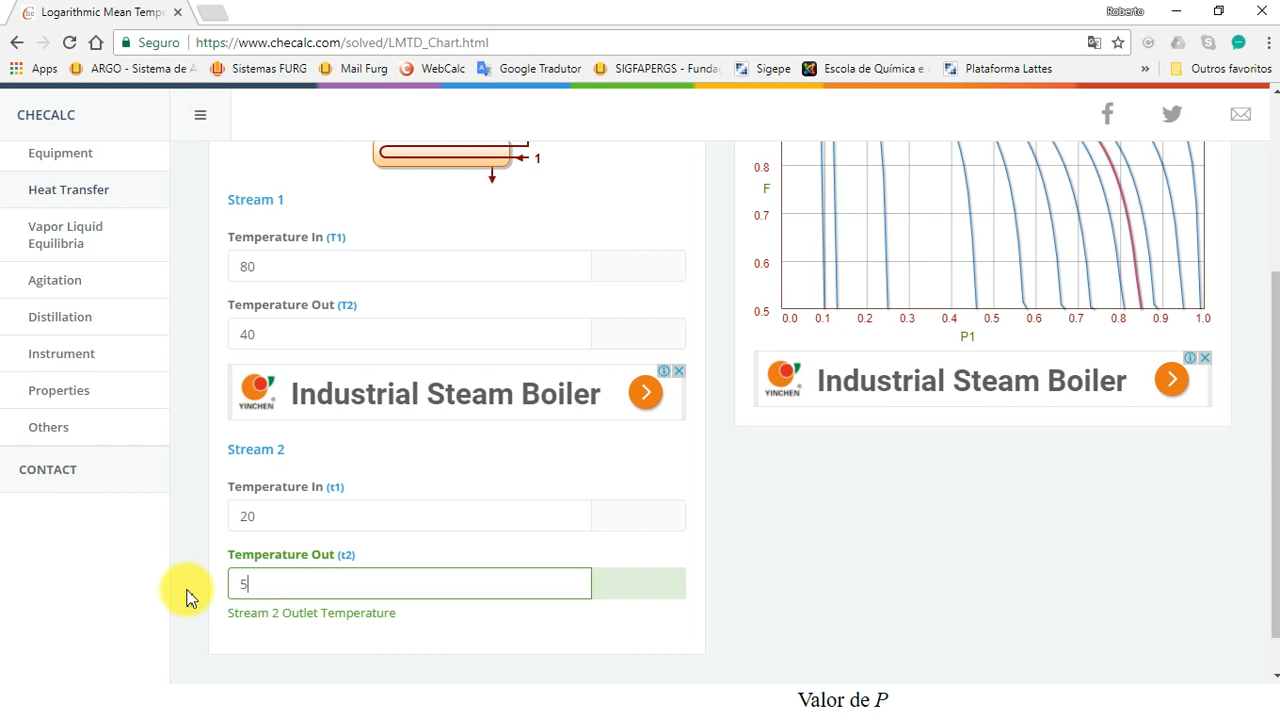 Logarithmic Mean Tempe
Roberto
Seguro
https://www.checalc.com/solved/LMTD_Chart.html
Apps
ARGO - Sistema de A
Sistemas FURG
Mail Furg
WebCalc
Google Tradutor
SIGFAPERGS - Funda
Sigepe
Escola de Química e
Plataforma Lattes
»
Outros favoritos
CHECALC
Equipment
Heat Transfer
Vapor Liquid
Equilibria
Agitation
Distillation
Instrument
Properties
Others
CONTACT
1
Stream 1
Temperature In (T1)
80
Temperature Out (T2)
40
YINCHEN
Industrial Steam Boiler
Stream 2
Temperature In (t1)
20
Temperature Out (t2)
5
Stream 2 Outlet Temperature
0.8
F
0.7
0.6
0.5
0.0 0.1 0.2 0.3 0.4 0.5 0.6 0.7 0.8 0.9 1.0
P1
YINCHEN
Industrial Steam Boiler
Valor de P